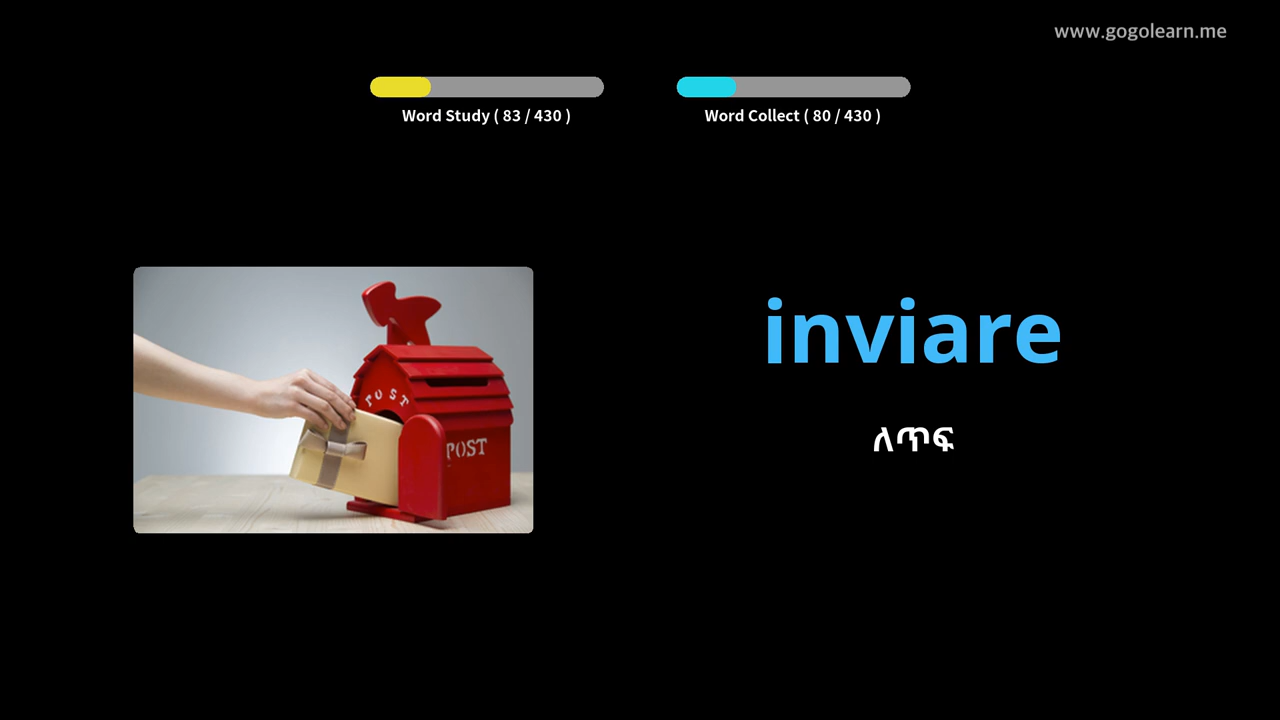 www.gogolearn.me
Word Study ( 83 / 430 )
Word Collect ( 80 / 430 )
inviare
ለጥፍ
POST
POST